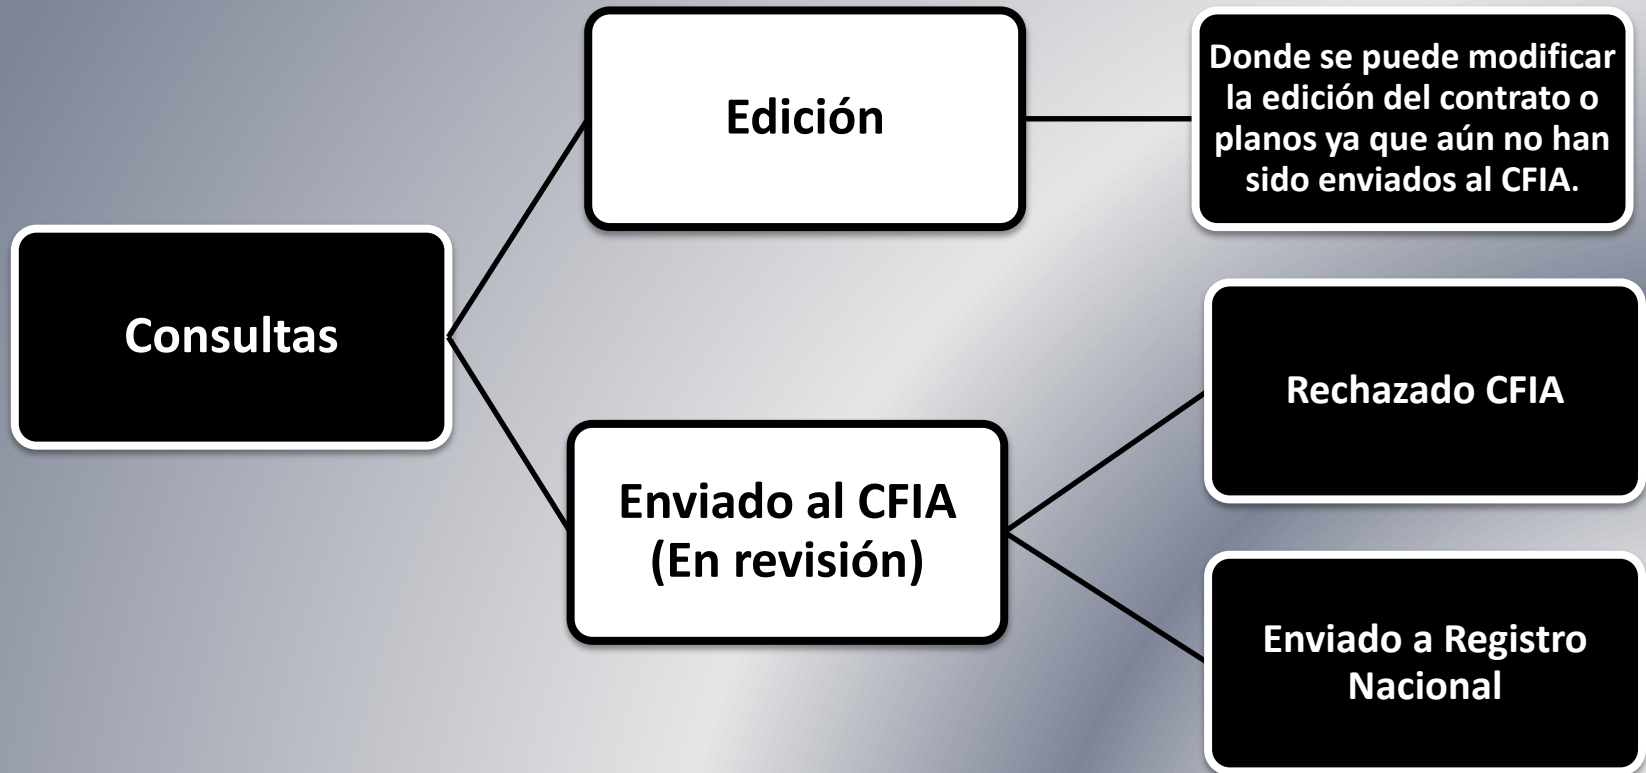 Consultas
Edición
Donde se puede modificar
la edición del contrato o
planos ya que aún no han
sido enviados al CFIA.
Enviado al CFIA
(En revisión)
Rechazado CFIA
Enviado a Registro
Nacional